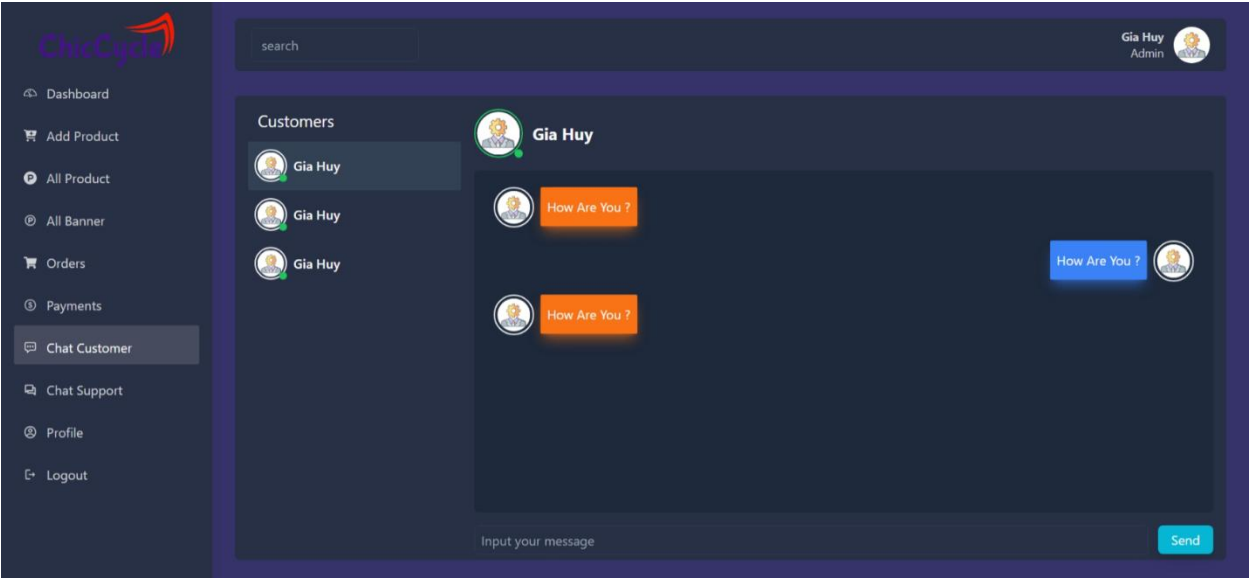 ChicCycle
Dashboard
Add Product
All Product
All Banner
Orders
Payments
Chat Customer
Chat Support
Profile
Logout
search
Gia Huy
Admin
Customers
Gia Huy
Gia Huy
Gia Huy
Gia Huy
How Are You ?
How Are You ?
How Are You ?
Input your message
Send